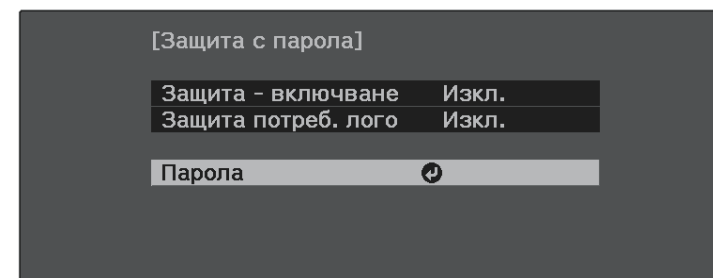 [Защита с парола]
Защита - включване Изкл.
Защита потреб. лого Изкл.
Парола